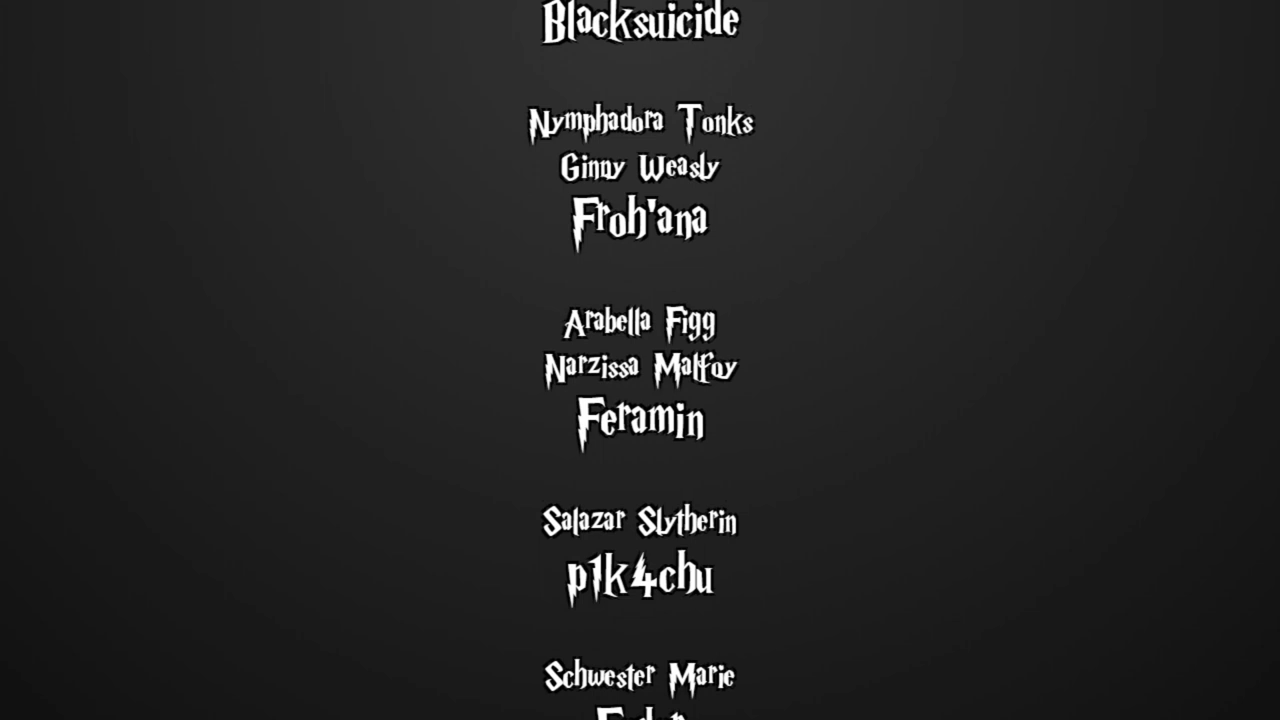 Blacksuicide
Nymphadora Tonks
Ginny Weasly
Froh'ana
Arabella Figg
Narzissa Malfoy
Feramin
Salazar Slytherin
p1k4chu
Schwester Marie